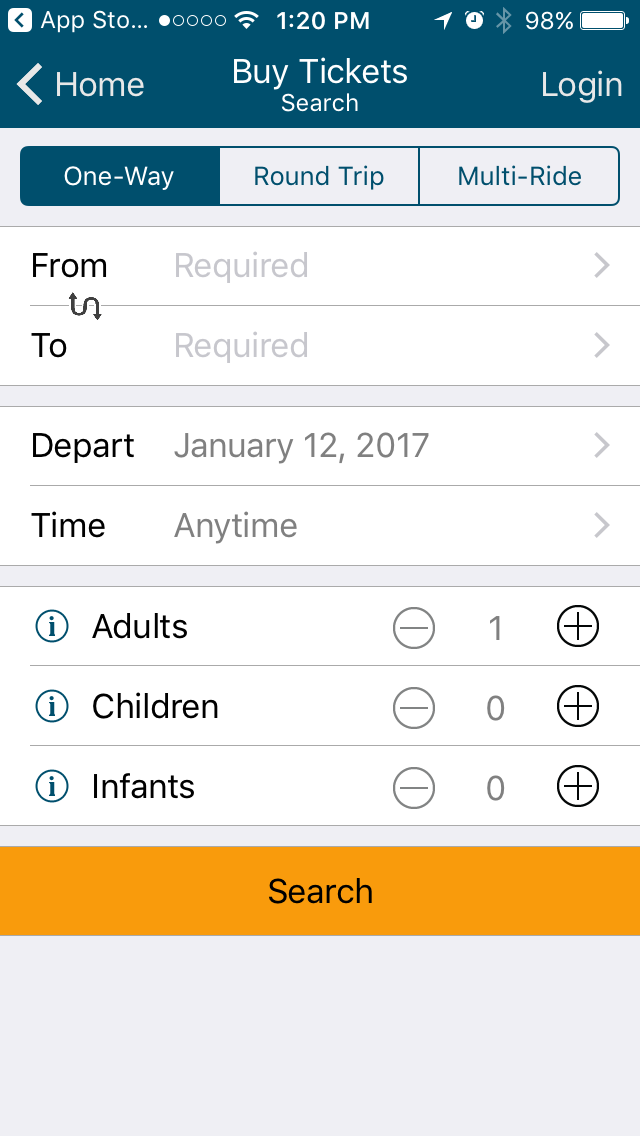 App Sto... 1:20 PM 98%
Home Buy Tickets Login
Search
One-Way Round Trip Multi-Ride
From Required
To Required
Depart January 12, 2017
Time Anytime
i Adults 1
i Children 0
i Infants 0
Search